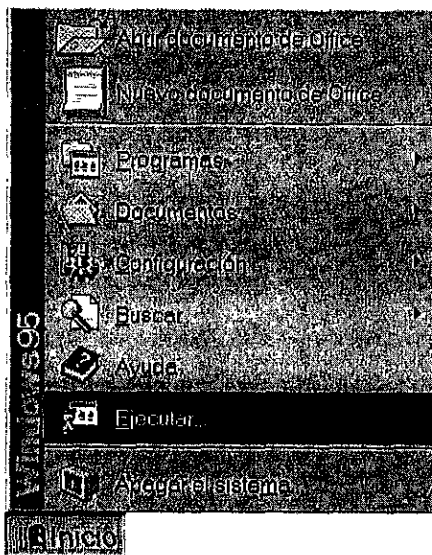 Abrir documento de Office
Nuevo documento de Office
Programas
Documentos
Configuración
Buscar
Ayuda
Ejecutar...
Apagar el sistema...
Windows95
Inicio